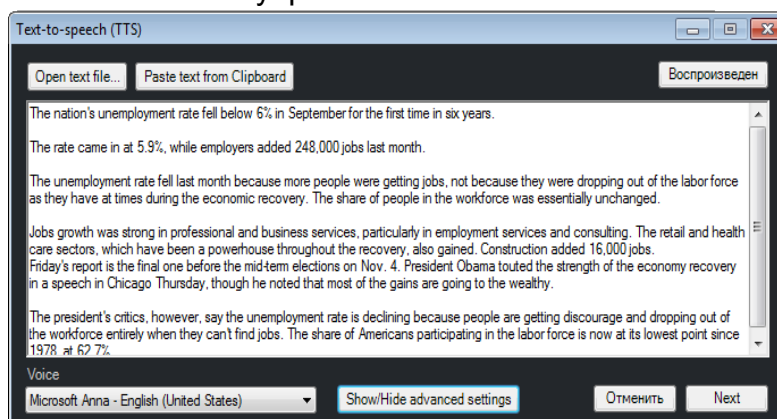 Text-to-speech (TTS)
Open text file... Paste text from Clipboard Воспроизведен
The nation's unemployment rate fell below 6% in September for the first time in six years.
The rate came in at 5.9%, while employers added 248,000 jobs last month.
The unemployment rate fell last month because more people were getting jobs, not because they were dropping out of the labor force
as they have at times during the economic recovery. The share of people in the workforce was essentially unchanged.
Jobs growth was strong in professional and business services, particularly in employment services and consulting. The retail and health
care sectors, which have been a powerhouse throughout the recovery, also gained. Construction added 16,000 jobs.
Friday's report is the final one before the mid-term elections on Nov. 4. President Obama touted the strength of the economy recovery
in a speech in Chicago Thursday, though he noted that most of the gains are going to the wealthy.
The president's critics, however, say the unemployment rate is declining because people are getting discourage and dropping out of
the workforce entirely when they can't find jobs. The share of Americans participating in the labor force is now at its lowest point since
1978, at 62.7%
Voice
Microsoft Anna - English (United States) Show/Hide advanced settings Отменить Next